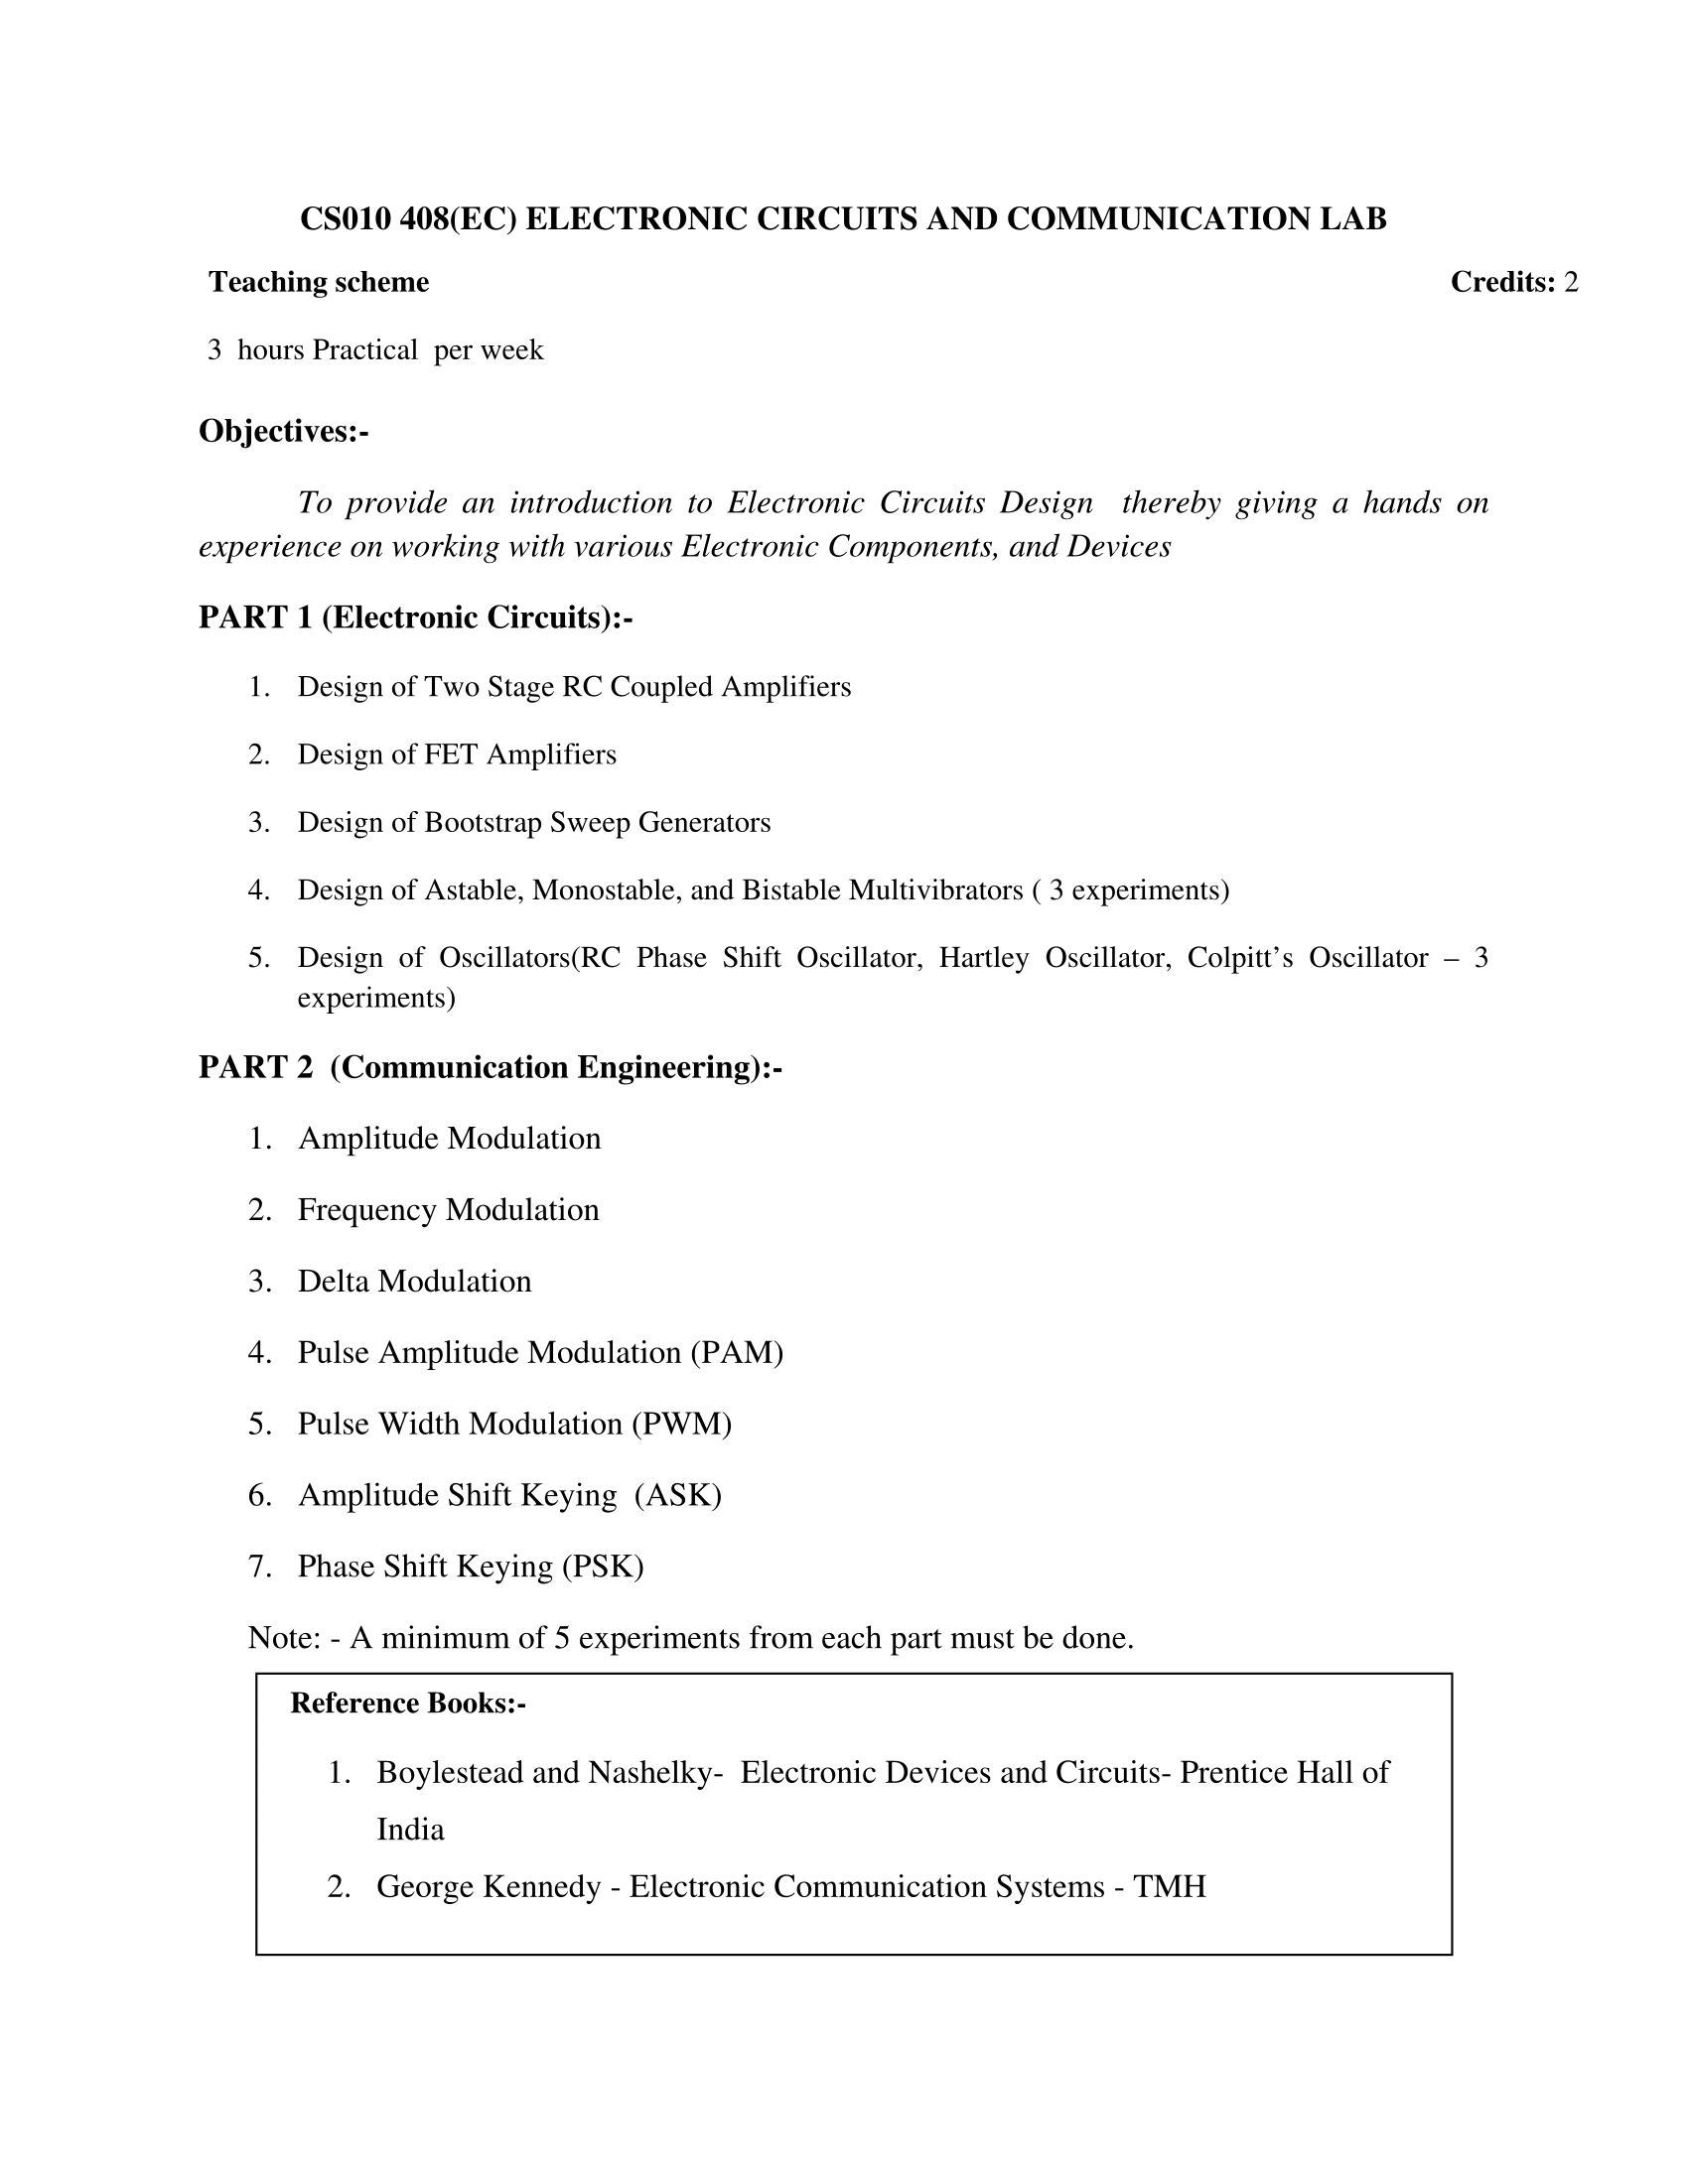 CS010 408(EC) ELECTRONIC CIRCUITS AND COMMUNICATION LAB
Teaching scheme Credits: 2
3 hours Practical per week
Objectives:-
To provide an introduction to Electronic Circuits Design thereby giving a hands on
experience on working with various Electronic Components, and Devices
PART 1 (Electronic Circuits):-
1. Design of Two Stage RC Coupled Amplifiers
2. Design of FET Amplifiers
3. Design of Bootstrap Sweep Generators
4. Design of Astable, Monostable, and Bistable Multivibrators ( 3 experiments)
5. Design of Oscillators(RC Phase Shift Oscillator, Hartley Oscillator, Colpitt’s Oscillator – 3
experiments)
PART 2 (Communication Engineering):-
1. Amplitude Modulation
2. Frequency Modulation
3. Delta Modulation
4. Pulse Amplitude Modulation (PAM)
5. Pulse Width Modulation (PWM)
6. Amplitude Shift Keying (ASK)
7. Phase Shift Keying (PSK)
Note: - A minimum of 5 experiments from each part must be done.
Reference Books:-
1. Boylestead and Nashelky- Electronic Devices and Circuits- Prentice Hall of
India
2. George Kennedy - Electronic Communication Systems - TMH